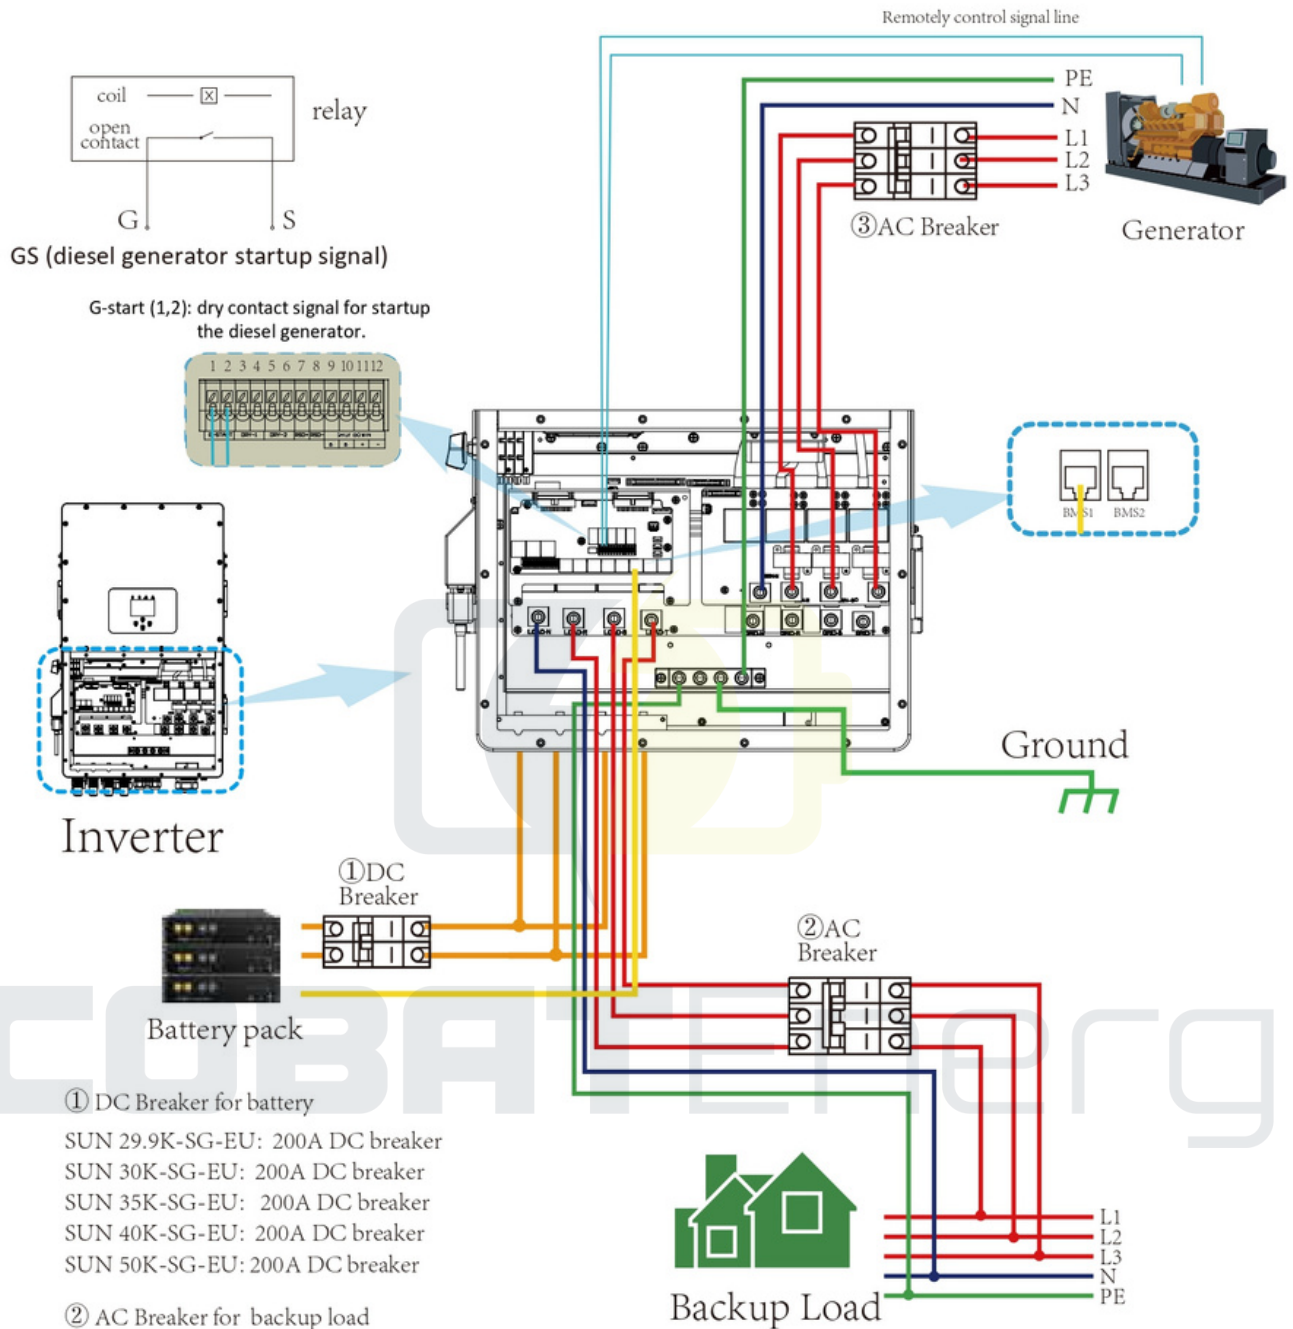 Remotely control signal line
coil
open
contact
relay
G
S
GS (diesel generator startup signal)
PE
N
L1
L2
L3
③AC Breaker
Generator
G-start (1,2): dry contact signal for startup
the diesel generator.
1 2 3 4 5 6 7 8 9 10 11 12
BMS1
BMS2
LOAD-N
Inverter
Ground
①DC
Breaker
②AC
Breaker
Battery pack
COBATEnerg
① DC Breaker for battery
SUN 29.9K-SG-EU: 200A DC breaker
SUN 30K-SG-EU: 200A DC breaker
SUN 35K-SG-EU: 200A DC breaker
SUN 40K-SG-EU: 200A DC breaker
SUN 50K-SG-EU: 200A DC breaker
② AC Breaker for backup load
Backup Load
L1
L2
L3
N
PE